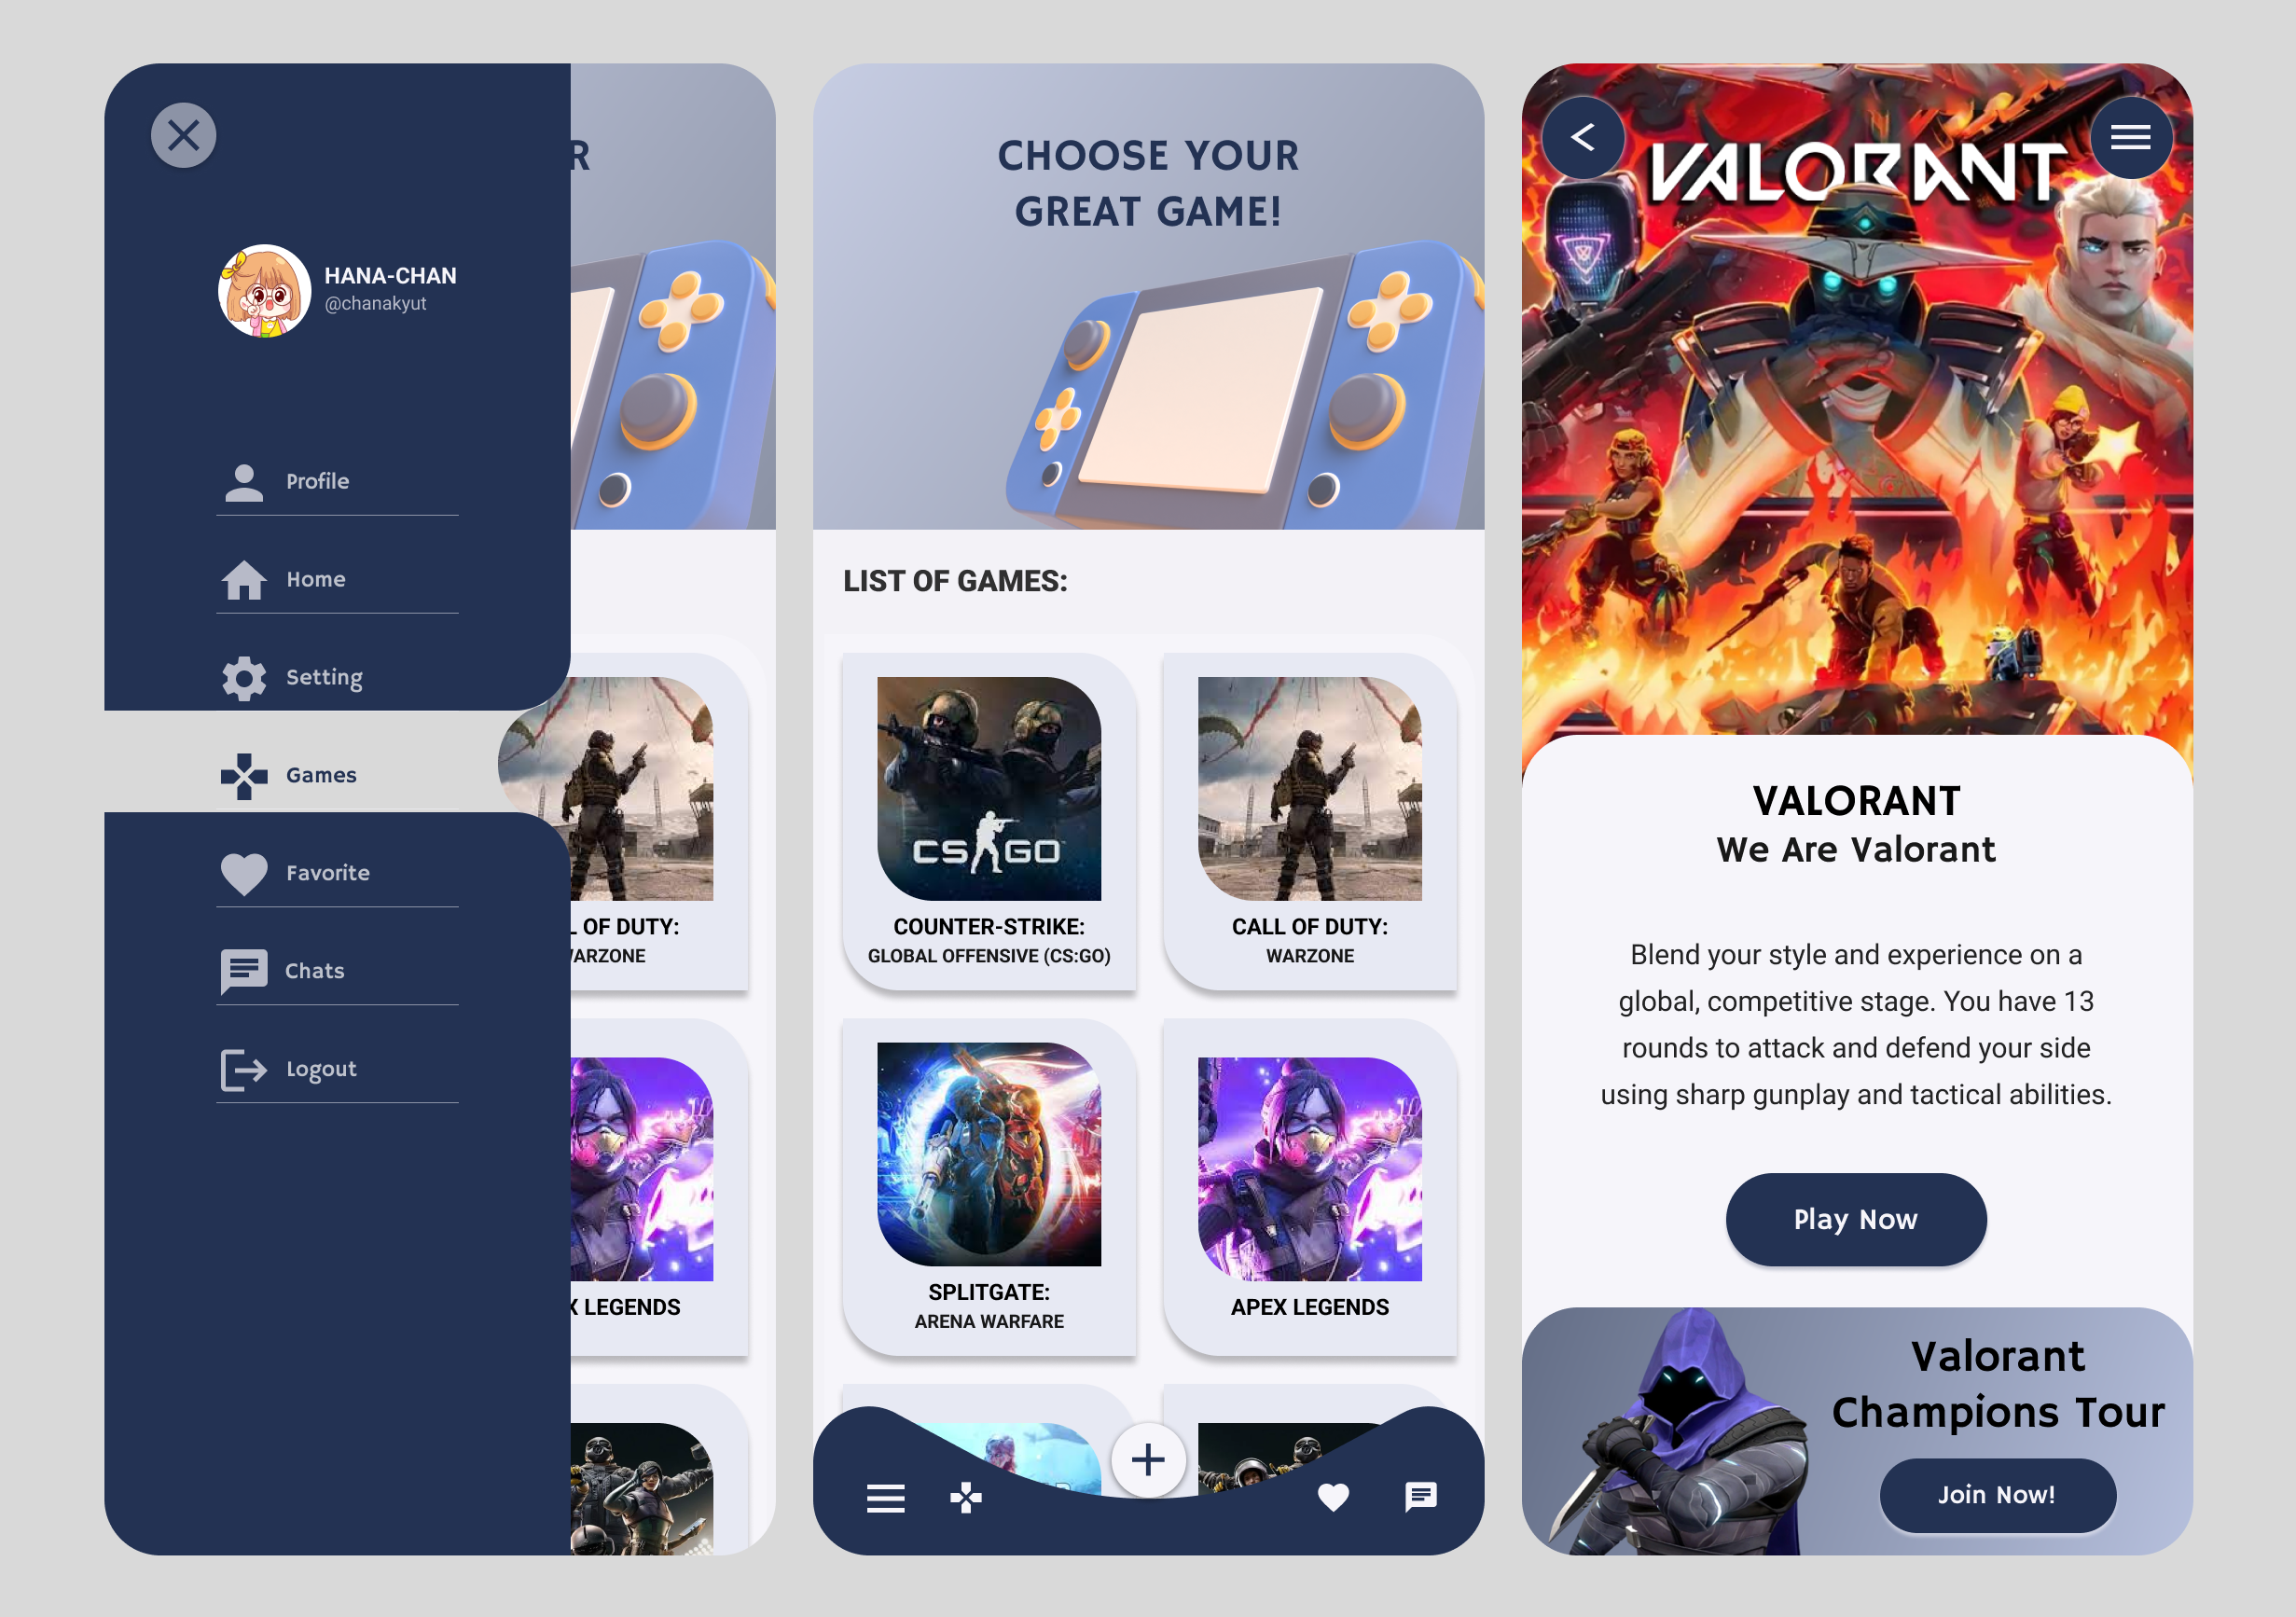 HANA-CHAN
@chanakyut
Profile
Home
Setting
Games
Favorite
Chats
Logout
R
L OF DUTY:
ARZONE
X LEGENDS
CHOOSE YOUR
GREAT GAME!
LIST OF GAMES:
CS GO
COUNTER-STRIKE:
GLOBAL OFFENSIVE (CS:GO)
CALL OF DUTY:
WARZONE
SPLITGATE:
ARENA WARFARE
APEX LEGENDS
VALORANT
VALORANT
We Are Valorant
Blend your style and experience on a
global, competitive stage. You have 13
rounds to attack and defend your side
using sharp gunplay and tactical abilities.
Play Now
Valorant
Champions Tour
Join Now!